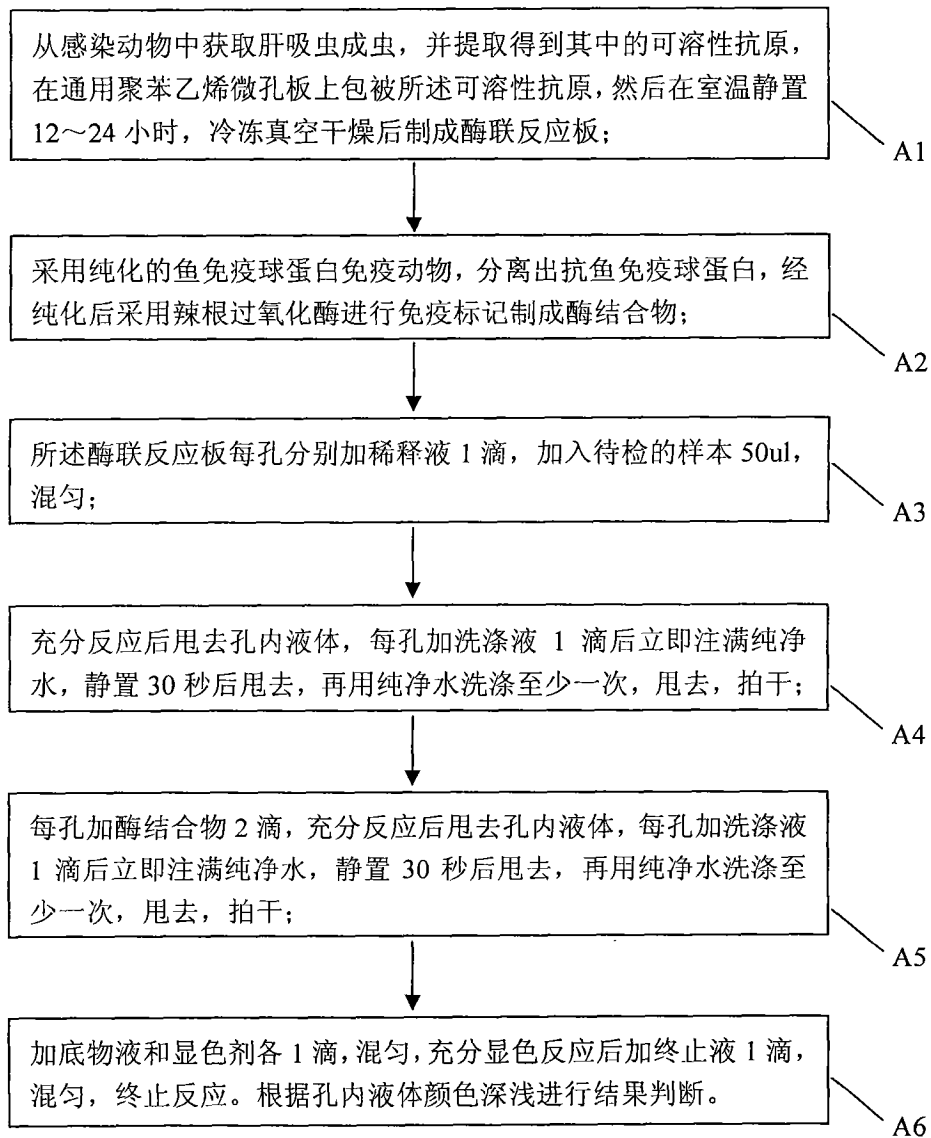 从感染动物中获取肝吸虫成虫，并提取得到其中的可溶性抗原，
在通用聚苯乙烯微孔板上包被所述可溶性抗原，然后在室温静置
12～24 小时，冷冻真空干燥后制成酶联反应板；
A1
采用纯化的鱼免疫球蛋白免疫动物，分离出抗鱼免疫球蛋白，经
纯化后采用辣根过氧化酶进行免疫标记制成酶结合物；
A2
所述酶联反应板每孔分别加稀释液 1 滴，加入待检的样本 50ul，
混匀；
A3
充分反应后甩去孔内液体，每孔加洗涤液 1 滴后立即注满纯净
水，静置 30 秒后甩去，再用纯净水洗涤至少一次，甩去，拍干；
A4
每孔加酶结合物 2 滴，充分反应后甩去孔内液体，每孔加洗涤液
1 滴后立即注满纯净水，静置 30 秒后甩去，再用纯净水洗涤至
少一次，甩去，拍干；
A5
加底物液和显色剂各 1 滴，混匀，充分显色反应后加终止液 1 滴，
混匀，终止反应。根据孔内液体颜色深浅进行结果判断。
A6